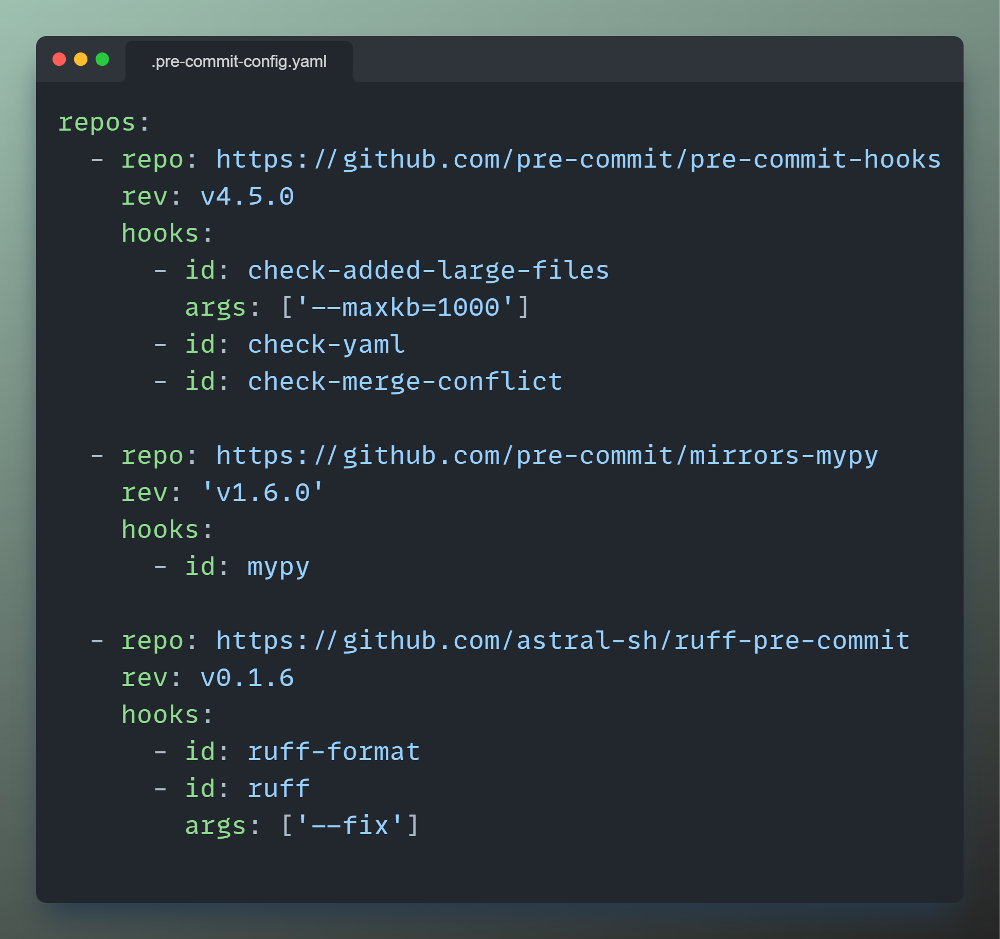 .pre-commit-config.yaml
repos:
  - repo: https://github.com/pre-commit/pre-commit-hooks
    rev: v4.5.0
    hooks:
      - id: check-added-large-files
        args: ['--maxkb=1000']
      - id: check-yaml
      - id: check-merge-conflict
  - repo: https://github.com/pre-commit/mirrors-mypy
    rev: 'v1.6.0'
    hooks:
      - id: mypy
  - repo: https://github.com/astral-sh/ruff-pre-commit
    rev: v0.1.6
    hooks:
      - id: ruff-format
      - id: ruff
        args: ['--fix']